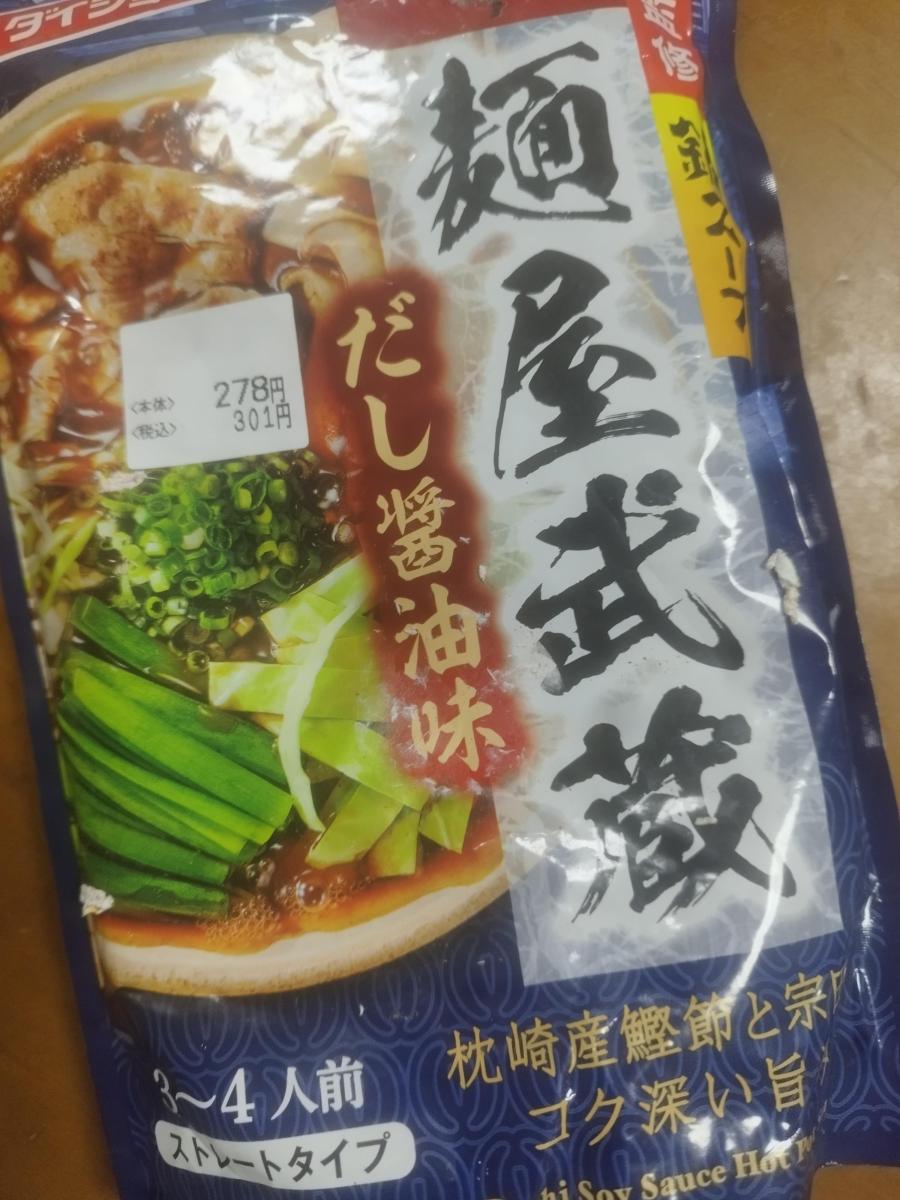 ダイショー
監修
鍋スープ
麺屋武蔵
だし醤油味
278円
<本体>
301円
<税込>
枕崎産鰹節と宗
コク深い旨
3〜4人前
ストレートタイプ
hi Soy Sauce Hot